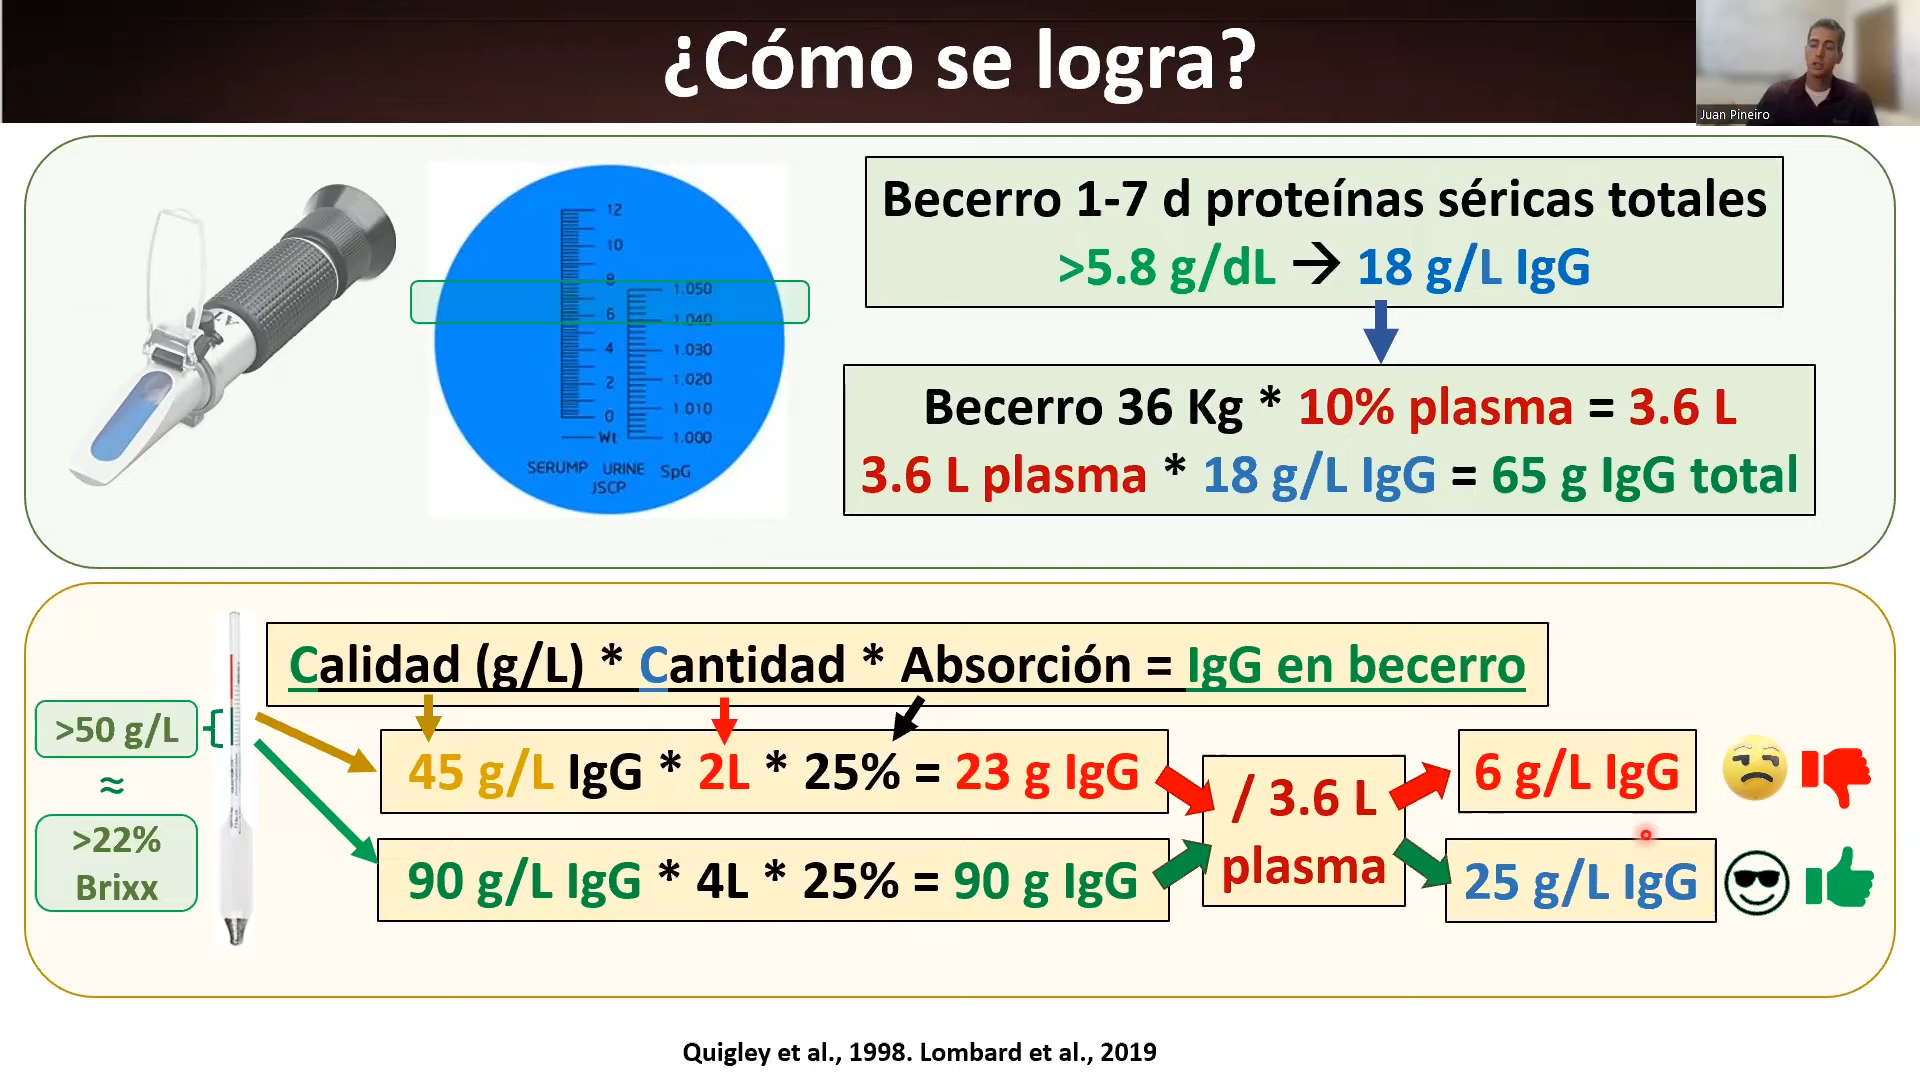 ¿Cómo se logra?
Juan Pineiro
Becerro 1-7 d proteínas séricas totales
>5.8 g/dL → 18 g/L IgG
Becerro 36 Kg * 10% plasma = 3.6 L
3.6 L plasma * 18 g/L IgG = 65 g IgG total
12
10
8
6
4
2
0
Wt
1.050
1.040
1.030
1.020
1.010
1.000
SERUMP URINE SpG
JSCP
Calidad (g/L) * Cantidad * Absorción = IgG en becerro
>50 g/L
≈
>22%
Brixx
45 g/L IgG * 2L * 25% = 23 g IgG
90 g/L IgG * 4L * 25% = 90 g IgG
/ 3.6 L
plasma
6 g/L IgG
25 g/L IgG
Quigley et al., 1998. Lombard et al., 2019